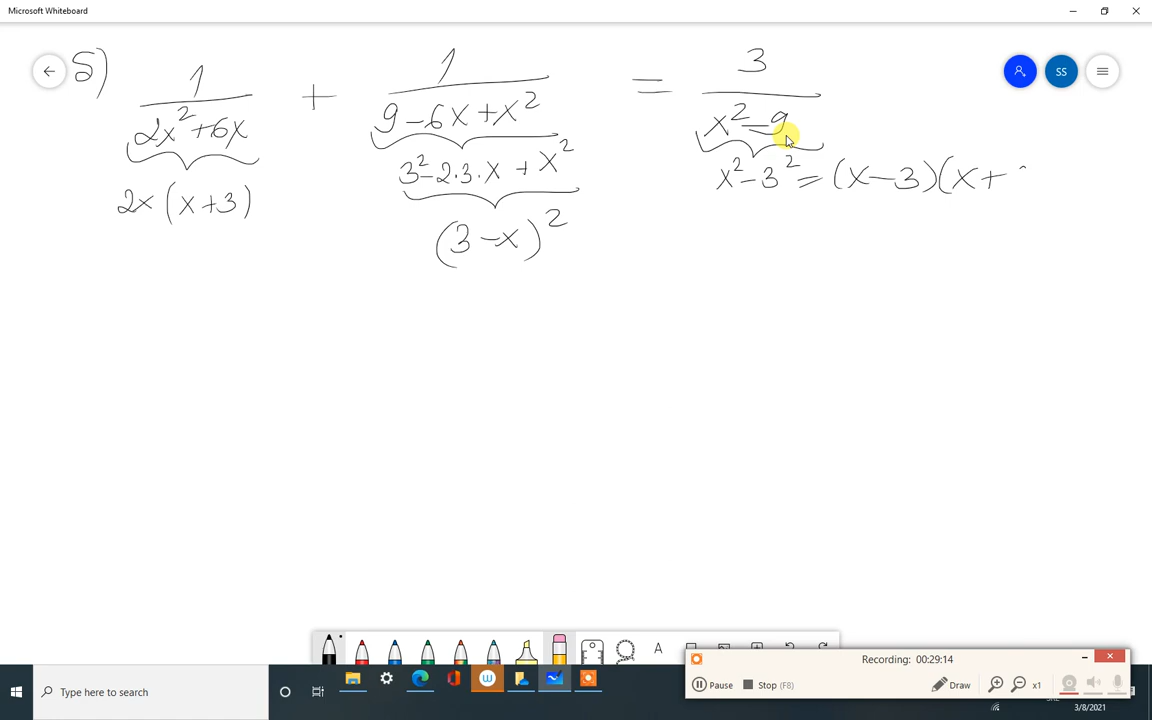 Microsoft Whiteboard
SS
б) 1/(2x²+6x) + 1/(9-6x+x²) = 3/(x²-9)
2x(x+3)
3²-2·3·x+x²
x²-3²=(x-3)(x+
(3-x)²
A
Recording: 00:29:14
Pause
Stop (F8)
Draw
x1
Type here to search
3/8/2021